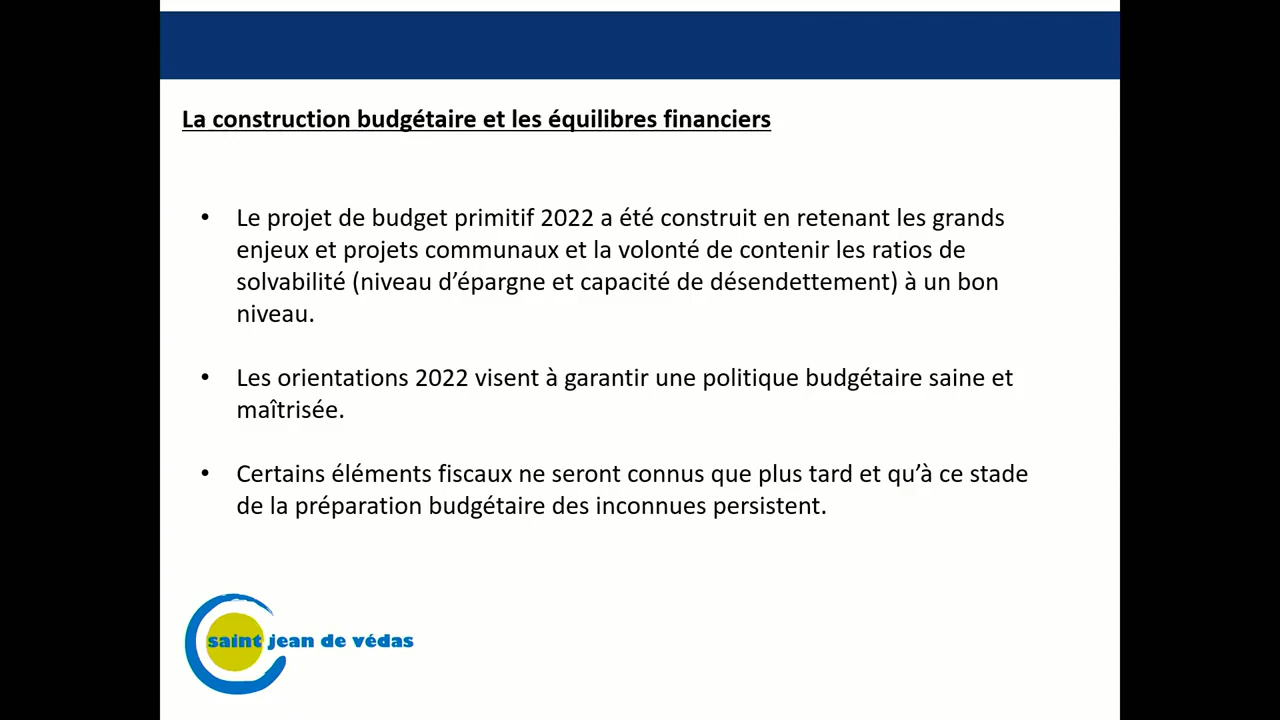 La construction budgétaire et les équilibres financiers
• Le projet de budget primitif 2022 a été construit en retenant les grands
enjeux et projets communaux et la volonté de contenir les ratios de
solvabilité (niveau d’épargne et capacité de désendettement) à un bon
niveau.
• Les orientations 2022 visent à garantir une politique budgétaire saine et
maîtrisée.
• Certains éléments fiscaux ne seront connus que plus tard et qu’à ce stade
de la préparation budgétaire des inconnues persistent.
saint jean de védas